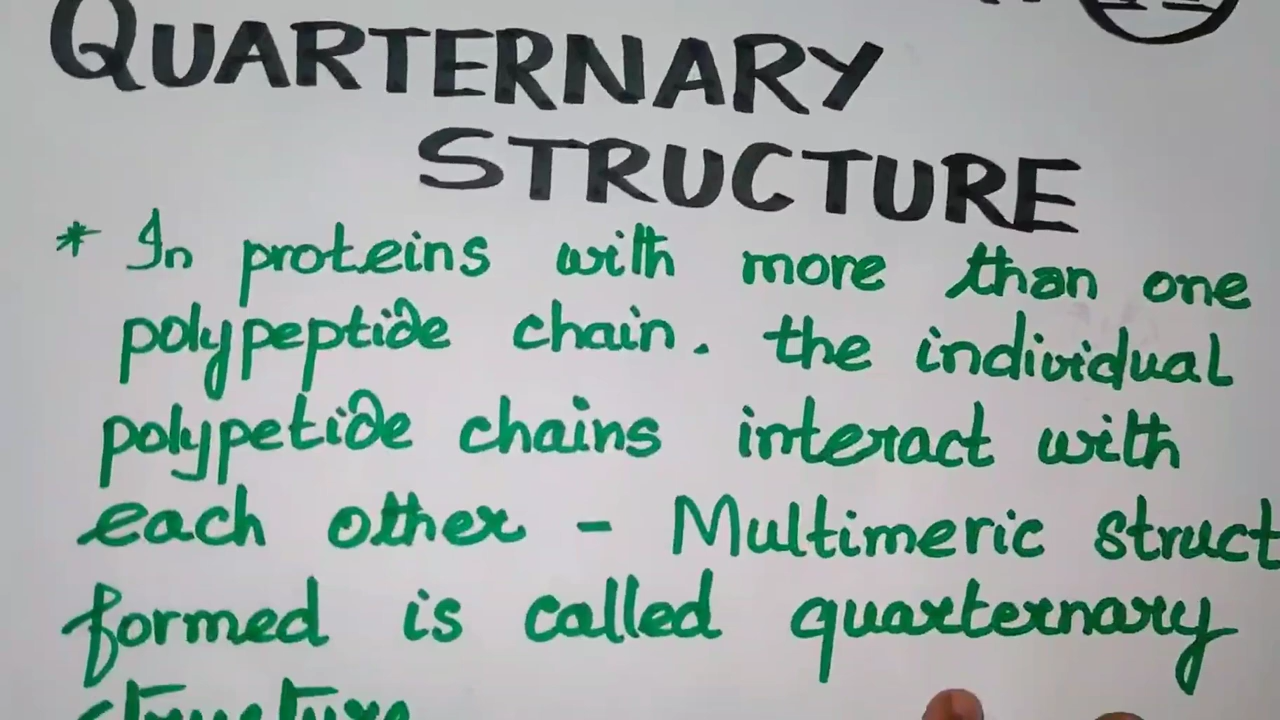 QUARTERNARY
STRUCTURE
* In proteins with more than one
polypeptide chain. the individual
polypetide chains interact with
each other - Multimeric struct
formed is called quarternary
structure